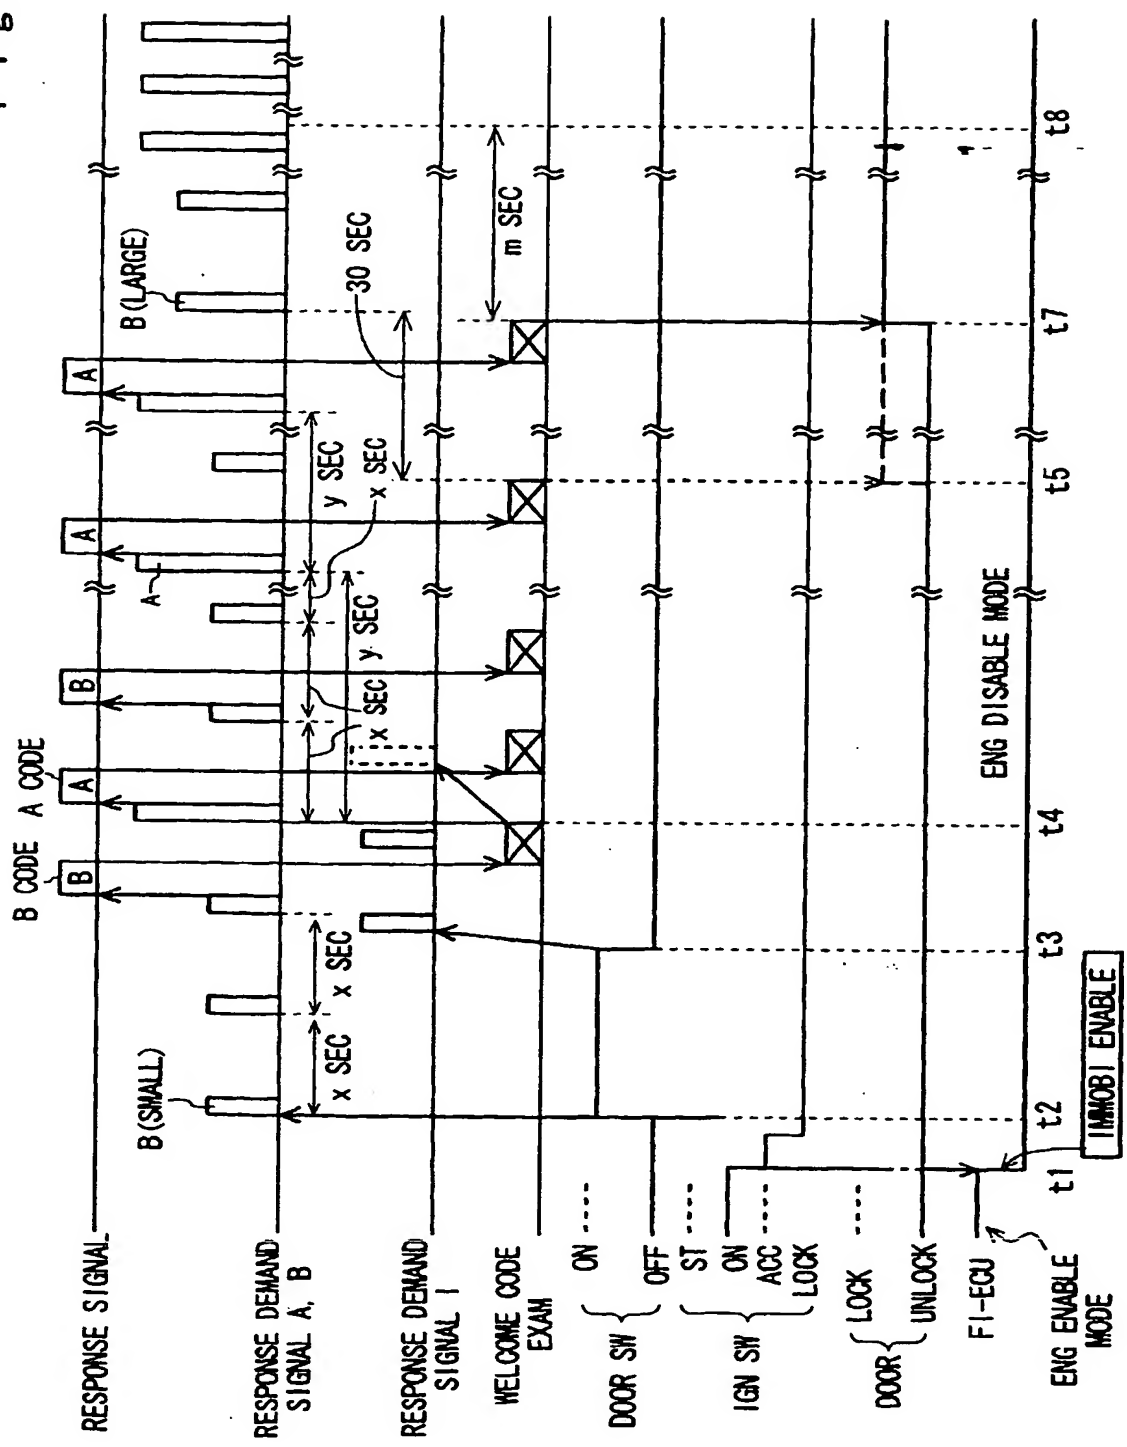 B CODE A CODE
RESPONSE SIGNAL
B
A
B
A
A
B (SMALL)
A
B (LARGE)
RESPONSE DEMAND
SIGNAL A, B
x SEC
x SEC
x SEC
y SEC
y SEC
x SEC
30 SEC
RESPONSE DEMAND
SIGNAL I
WELCOME CODE
EXAM
m SEC
DOOR SW
ON
OFF
IGN SW
ST
ON
ACC
LOCK
DOOR
LOCK
UNLOCK
FI-ECU
ENG ENABLE
MODE
ENG DISABLE MODE
IMMOBI ENABLE
t1
t2
t3
t4
t5
t7
t8